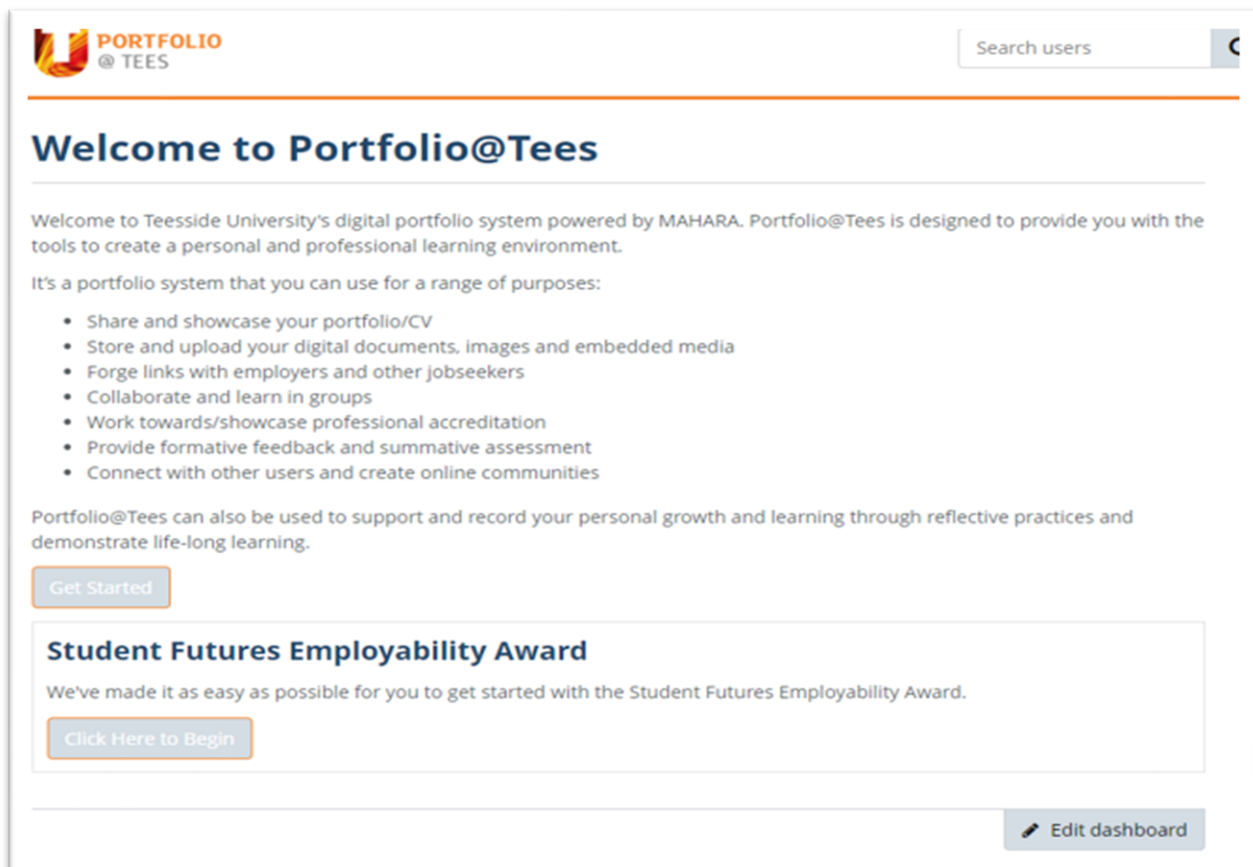 PORTFOLIO
@ TEES
Search users
Welcome to Portfolio@Tees
Welcome to Teesside University's digital portfolio system powered by MAHARA. Portfolio@Tees is designed to provide you with the
tools to create a personal and professional learning environment.
It's a portfolio system that you can use for a range of purposes:
• Share and showcase your portfolio/CV
• Store and upload your digital documents, images and embedded media
• Forge links with employers and other jobseekers
• Collaborate and learn in groups
• Work towards/showcase professional accreditation
• Provide formative feedback and summative assessment
• Connect with other users and create online communities
Portfolio@Tees can also be used to support and record your personal growth and learning through reflective practices and
demonstrate life-long learning.
Get Started
Student Futures Employability Award
We've made it as easy as possible for you to get started with the Student Futures Employability Award.
Click Here to Begin
Edit dashboard